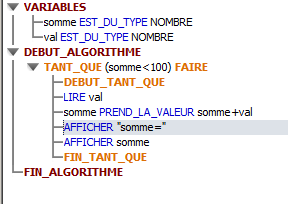 VARIABLES
somme EST_DU_TYPE NOMBRE
val EST_DU_TYPE NOMBRE
DEBUT_ALGORITHME
TANT_QUE (somme<100) FAIRE
DEBUT_TANT_QUE
LIRE val
somme PREND_LA_VALEUR somme+val
AFFICHER "somme="
AFFICHER somme
FIN_TANT_QUE
FIN_ALGORITHME